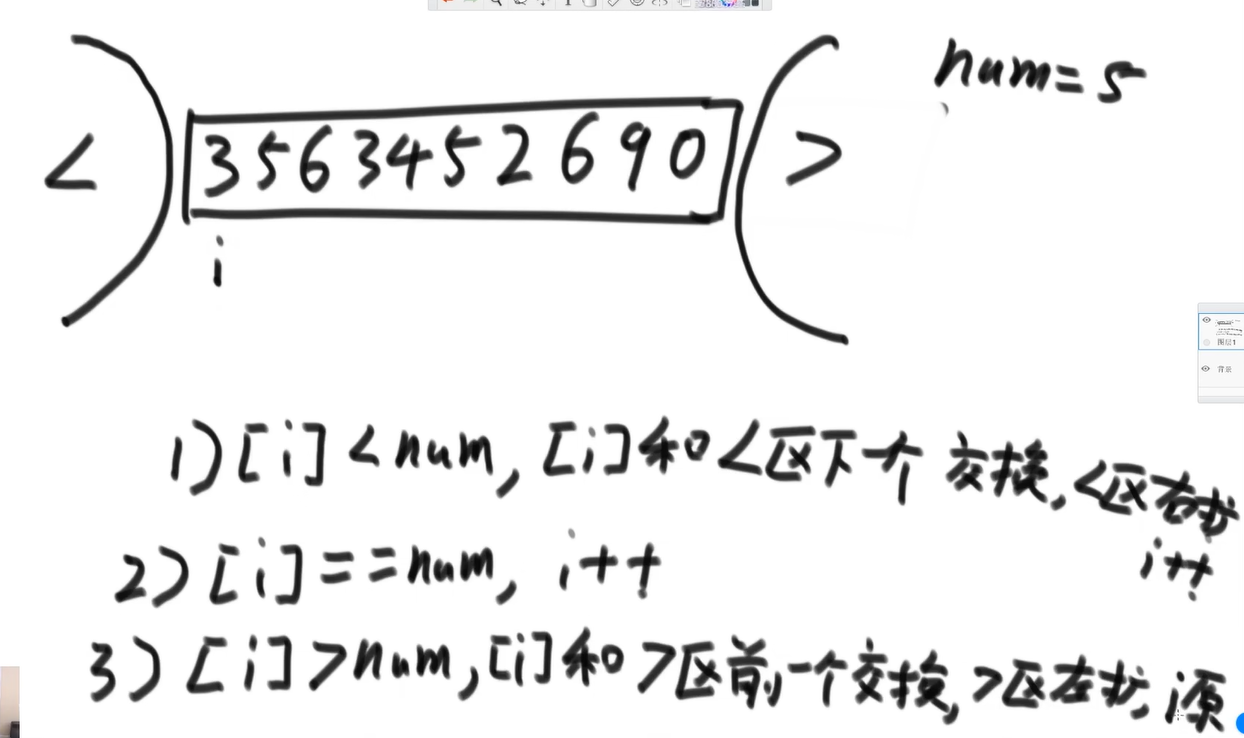 num=5
< 3 5 6 3 4 5 2 6 9 0 >
i
图层1
背景
1) [i] < num, [i]和<区下一个 交换, <区右扩
i++
2) [i] == num, i++
3) [i] > num, [i]和>区前一个交换, >区左扩, i原